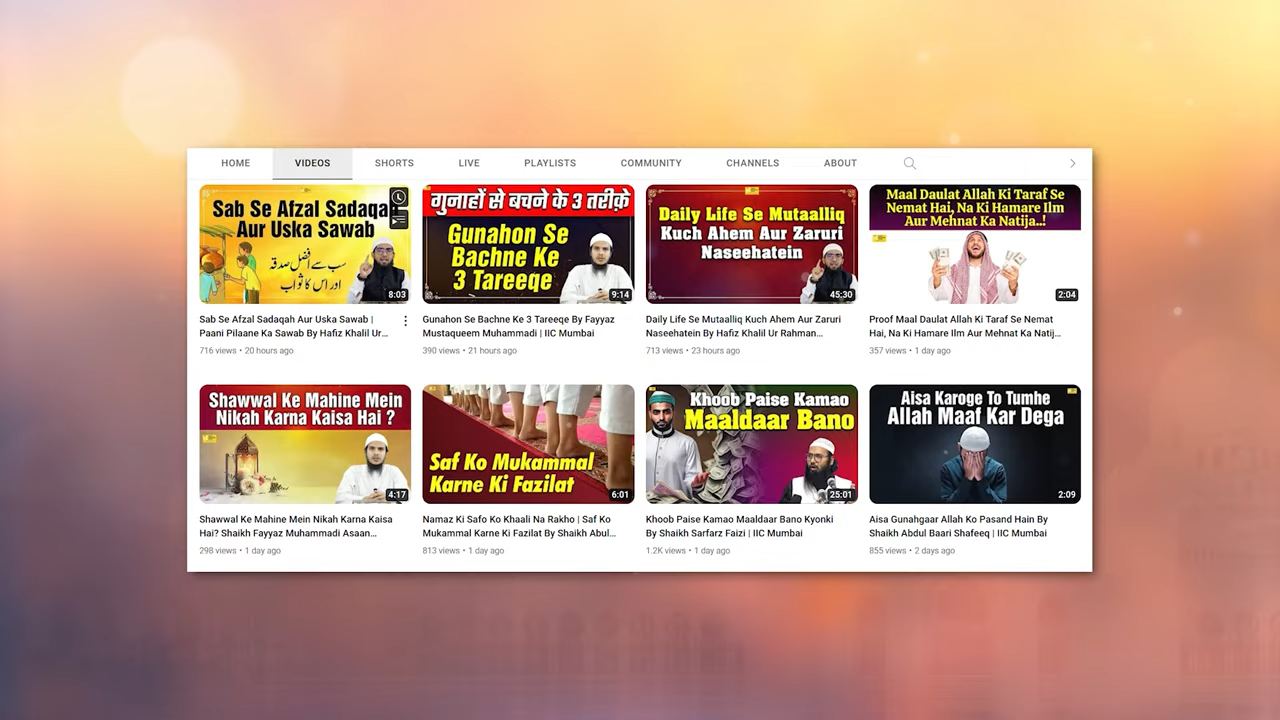 HOME VIDEOS SHORTS LIVE PLAYLISTS COMMUNITY CHANNELS ABOUT
Sab Se Afzal Sadaqa
Aur Uska Sawab
سب سے افضل صدقہ
اور اس کا ثواب
8:03
Sab Se Afzal Sadaqah Aur Uska Sawab |
Paani Pilaane Ka Sawab By Hafiz Khalil Ur...
716 views • 20 hours ago
गुनाहों से बचने के 3 तरीक़े
Gunahon Se
Bachne Ke
3 Tareeqe
9:14
Gunahon Se Bachne Ke 3 Tareeqe By Fayyaz
Mustaqueem Muhammadi | IIC Mumbai
390 views • 21 hours ago
Daily Life Se Mutaalliq
Kuch Ahem Aur Zaruri
Naseehatein
45:30
Daily Life Se Mutaalliq Kuch Ahem Aur Zaruri
Naseehatein By Hafiz Khalil Ur Rahman...
713 views • 23 hours ago
Maal Daulat Allah Ki Taraf Se
Nemat Hai, Na Ki Hamare Ilm
Aur Mehnat Ka Natija..!
2:04
Proof Maal Daulat Allah Ki Taraf Se Nemat
Hai, Na Ki Hamare Ilm Aur Mehnat Ka Natij...
357 views • 1 day ago
Shawwal Ke Mahine Mein
Nikah Karna Kaisa Hai ?
4:17
Shawwal Ke Mahine Mein Nikah Karna Kaisa
Hai? Shaikh Fayyaz Muhammadi Asaan...
298 views • 1 day ago
Saf Ko Mukammal
Karne Ki Fazilat
6:01
Namaz Ki Safo Ko Khaali Na Rakho | Saf Ko
Mukammal Karne Ki Fazilat By Shaikh Abul...
813 views • 1 day ago
Khoob Paise Kamao
Maaldaar Bano
25:01
Khoob Paise Kamao Maaldaar Bano Kyonki
By Shaikh Sarfarz Faizi | IIC Mumbai
1.2K views • 1 day ago
Aisa Karoge To Tumhe
Allah Maaf Kar Dega
2:09
Aisa Gunahgaar Allah Ko Pasand Hain By
Shaikh Abdul Baari Shafeeq | IIC Mumbai
855 views • 2 days ago